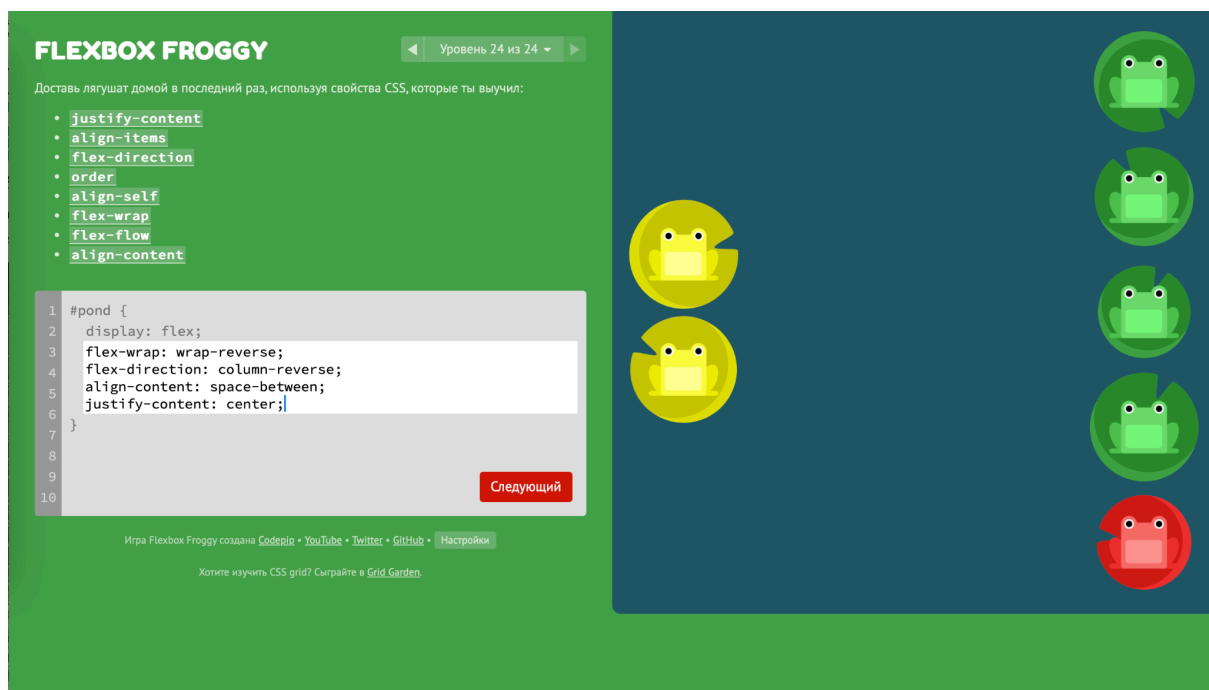 FLEXBOX FROGGY
Уровень 24 из 24
Доставь лягушат домой в последний раз, используя свойства CSS, которые ты выучил:
• justify-content
• align-items
• flex-direction
• order
• align-self
• flex-wrap
• flex-flow
• align-content
1 #pond {
2 display: flex;
3 flex-wrap: wrap-reverse;
4 flex-direction: column-reverse;
5 align-content: space-between;
6 justify-content: center;
7 }
8
9
10
Следующий
Игра Flexbox Froggy создана Codepip • YouTube • Twitter • GitHub • Настройки
Хотите изучить CSS grid? Сыграйте в Grid Garden.